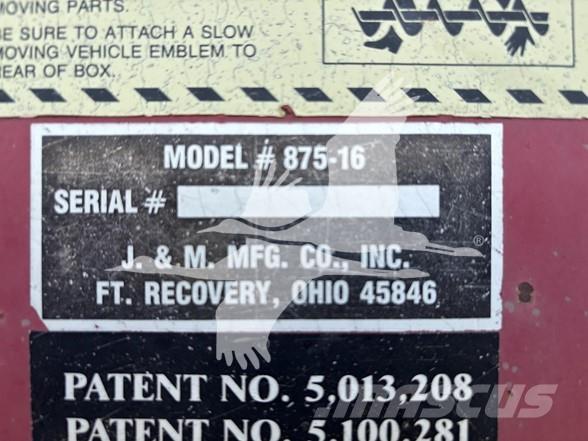 MOVING PARTS.
BE SURE TO ATTACH A SLOW
MOVING VEHICLE EMBLEM TO
REAR OF BOX.
MODEL # 875-16
SERIAL #
J. & M. MFG. CO., INC.
FT. RECOVERY, OHIO 45846
PATENT NO. 5,013,208
PATENT NO. 5,100,281
MASCUS